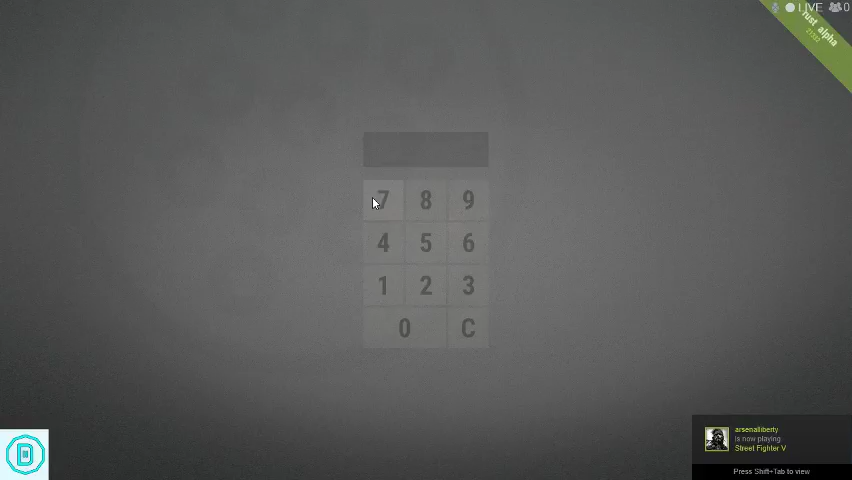 LIVE 0
rust alpha
7 8 9
4 5 6
1 2 3
0 C
arsenalliberty
is now playing
Street Fighter V
Press Shift+Tab to view